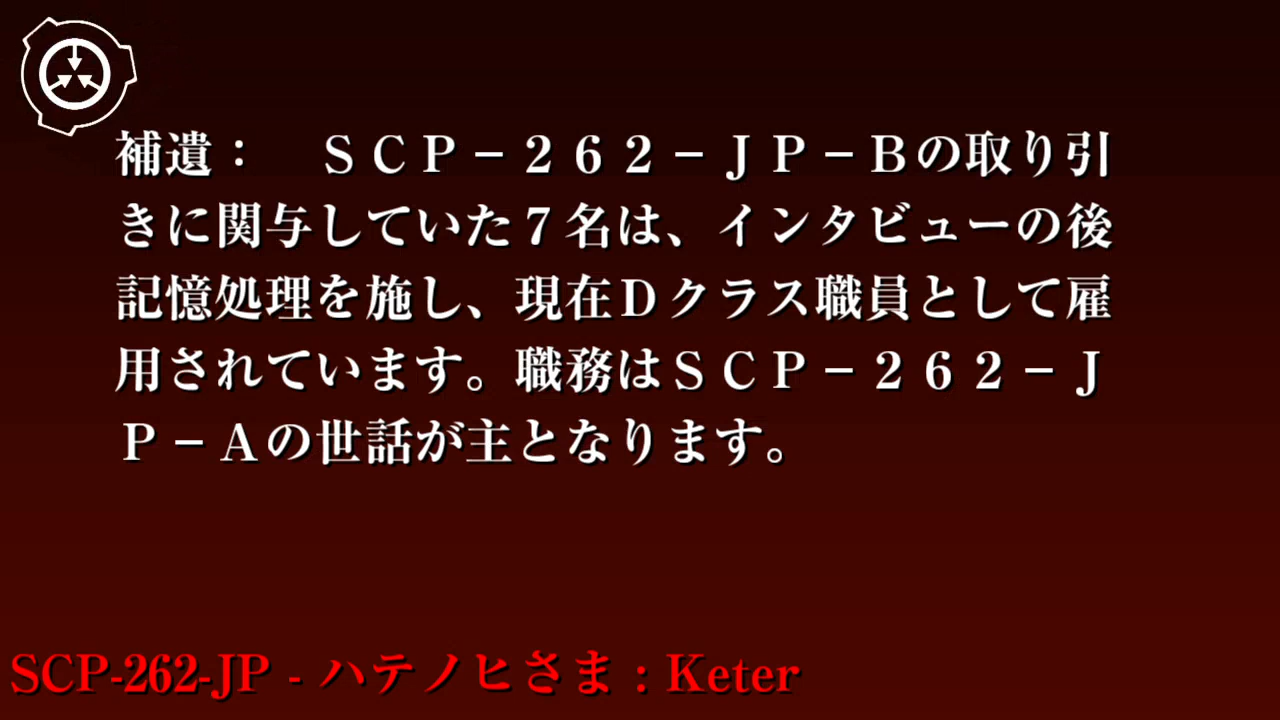 補遺：　ＳＣＰ－２６２－ＪＰ－Ｂの取り引
きに関与していた７名は、インタビューの後
記憶処理を施し、現在Ｄクラス職員として雇
用されています。職務はＳＣＰ－２６２－Ｊ
Ｐ－Ａの世話が主となります。
SCP-262-JP - ハテノヒさま : Keter